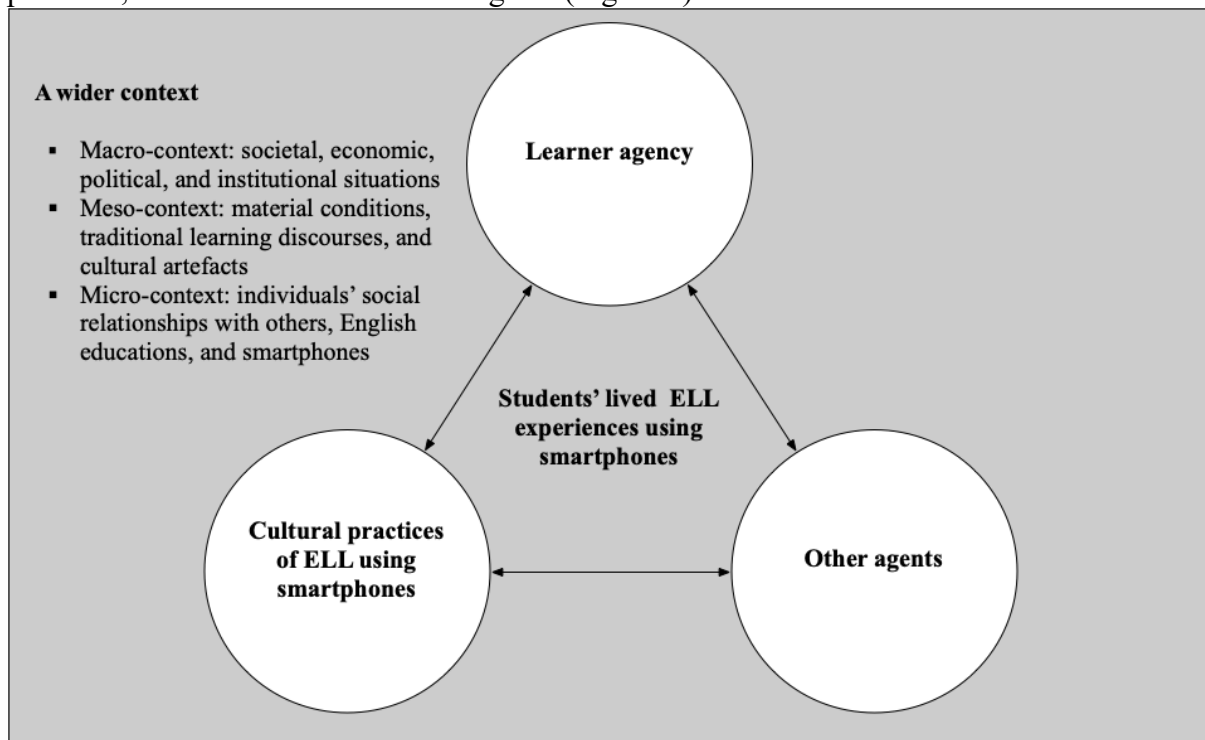 A wider context
▪ Macro-context: societal, economic,
political, and institutional situations
▪ Meso-context: material conditions,
traditional learning discourses, and
cultural artefacts
▪ Micro-context: individuals’ social
relationships with others, English
educations, and smartphones
Learner agency
Students’ lived ELL
experiences using
smartphones
Cultural practices
of ELL using
smartphones
Other agents